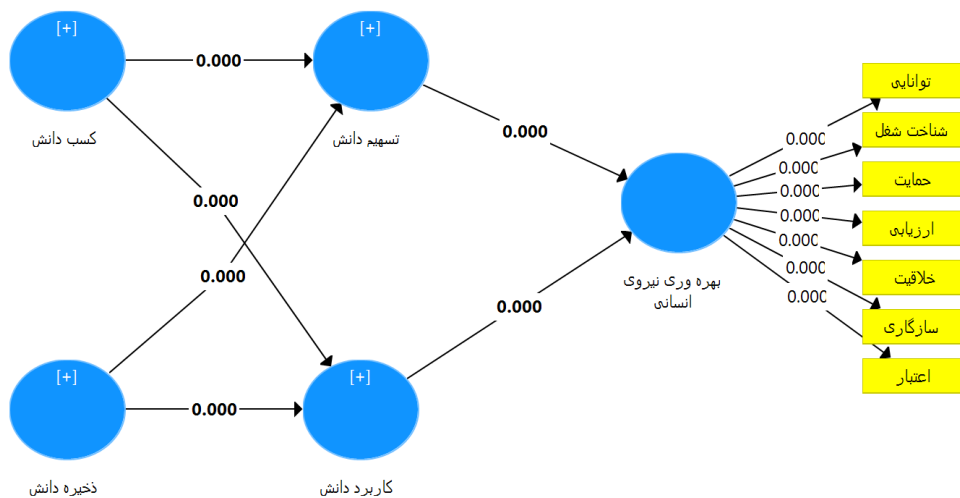 [+]
کسب دانش
0.000
[+]
تسهیم دانش
0.000
0.000
0.000
[+]
ذخیره دانش
0.000
[+]
کاربرد دانش
0.000
0.000
بهره وری نیروی
انسانی
0.000
0.000
0.000
0.000
0.000
0.000
0.000
توانایی
شناخت شغل
حمایت
ارزیابی
خلاقیت
سازگاری
اعتبار